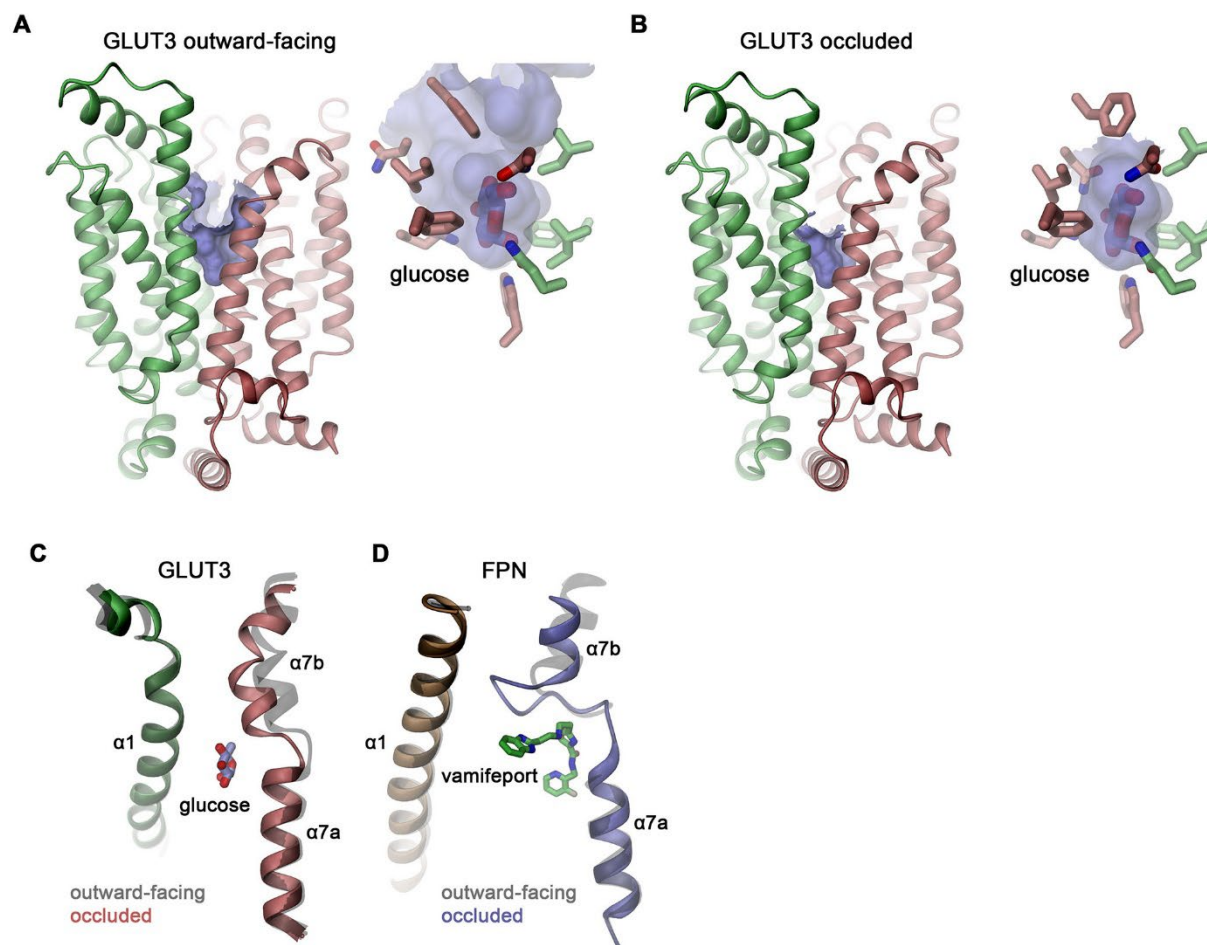 A
GLUT3 outward-facing
glucose
B
GLUT3 occluded
glucose
C
GLUT3
α1
α7b
glucose
α7a
outward-facing
occluded
D
FPN
α1
α7b
vamifeport
α7a
outward-facing
occluded